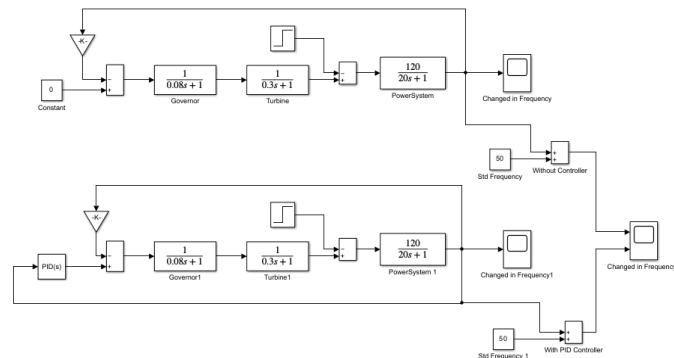 -K-
0
Constant
−
+
1
0.08s + 1
Governor
1
0.3s + 1
Turbine
−
+
120
20s + 1
PowerSystem
Changed in Frequency
50
Std Frequency
+
+
Without Controller
-K-
PID(s)
−
+
1
0.08s + 1
Governor1
1
0.3s + 1
Turbine1
−
+
120
20s + 1
PowerSystem 1
Changed in Frequency1
Changed in Frequency
50
Std Frequency 1
+
+
With PID Controller